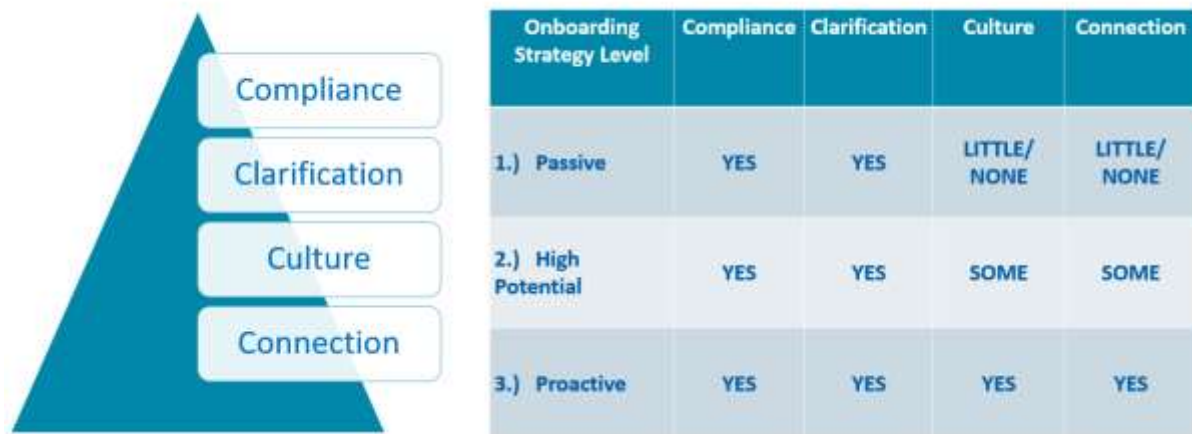 Compliance
Clarification
Culture
Connection
Onboarding Strategy Level Compliance Clarification Culture Connection
1.) Passive YES YES LITTLE/ NONE LITTLE/ NONE
2.) High Potential YES YES SOME SOME
3.) Proactive YES YES YES YES